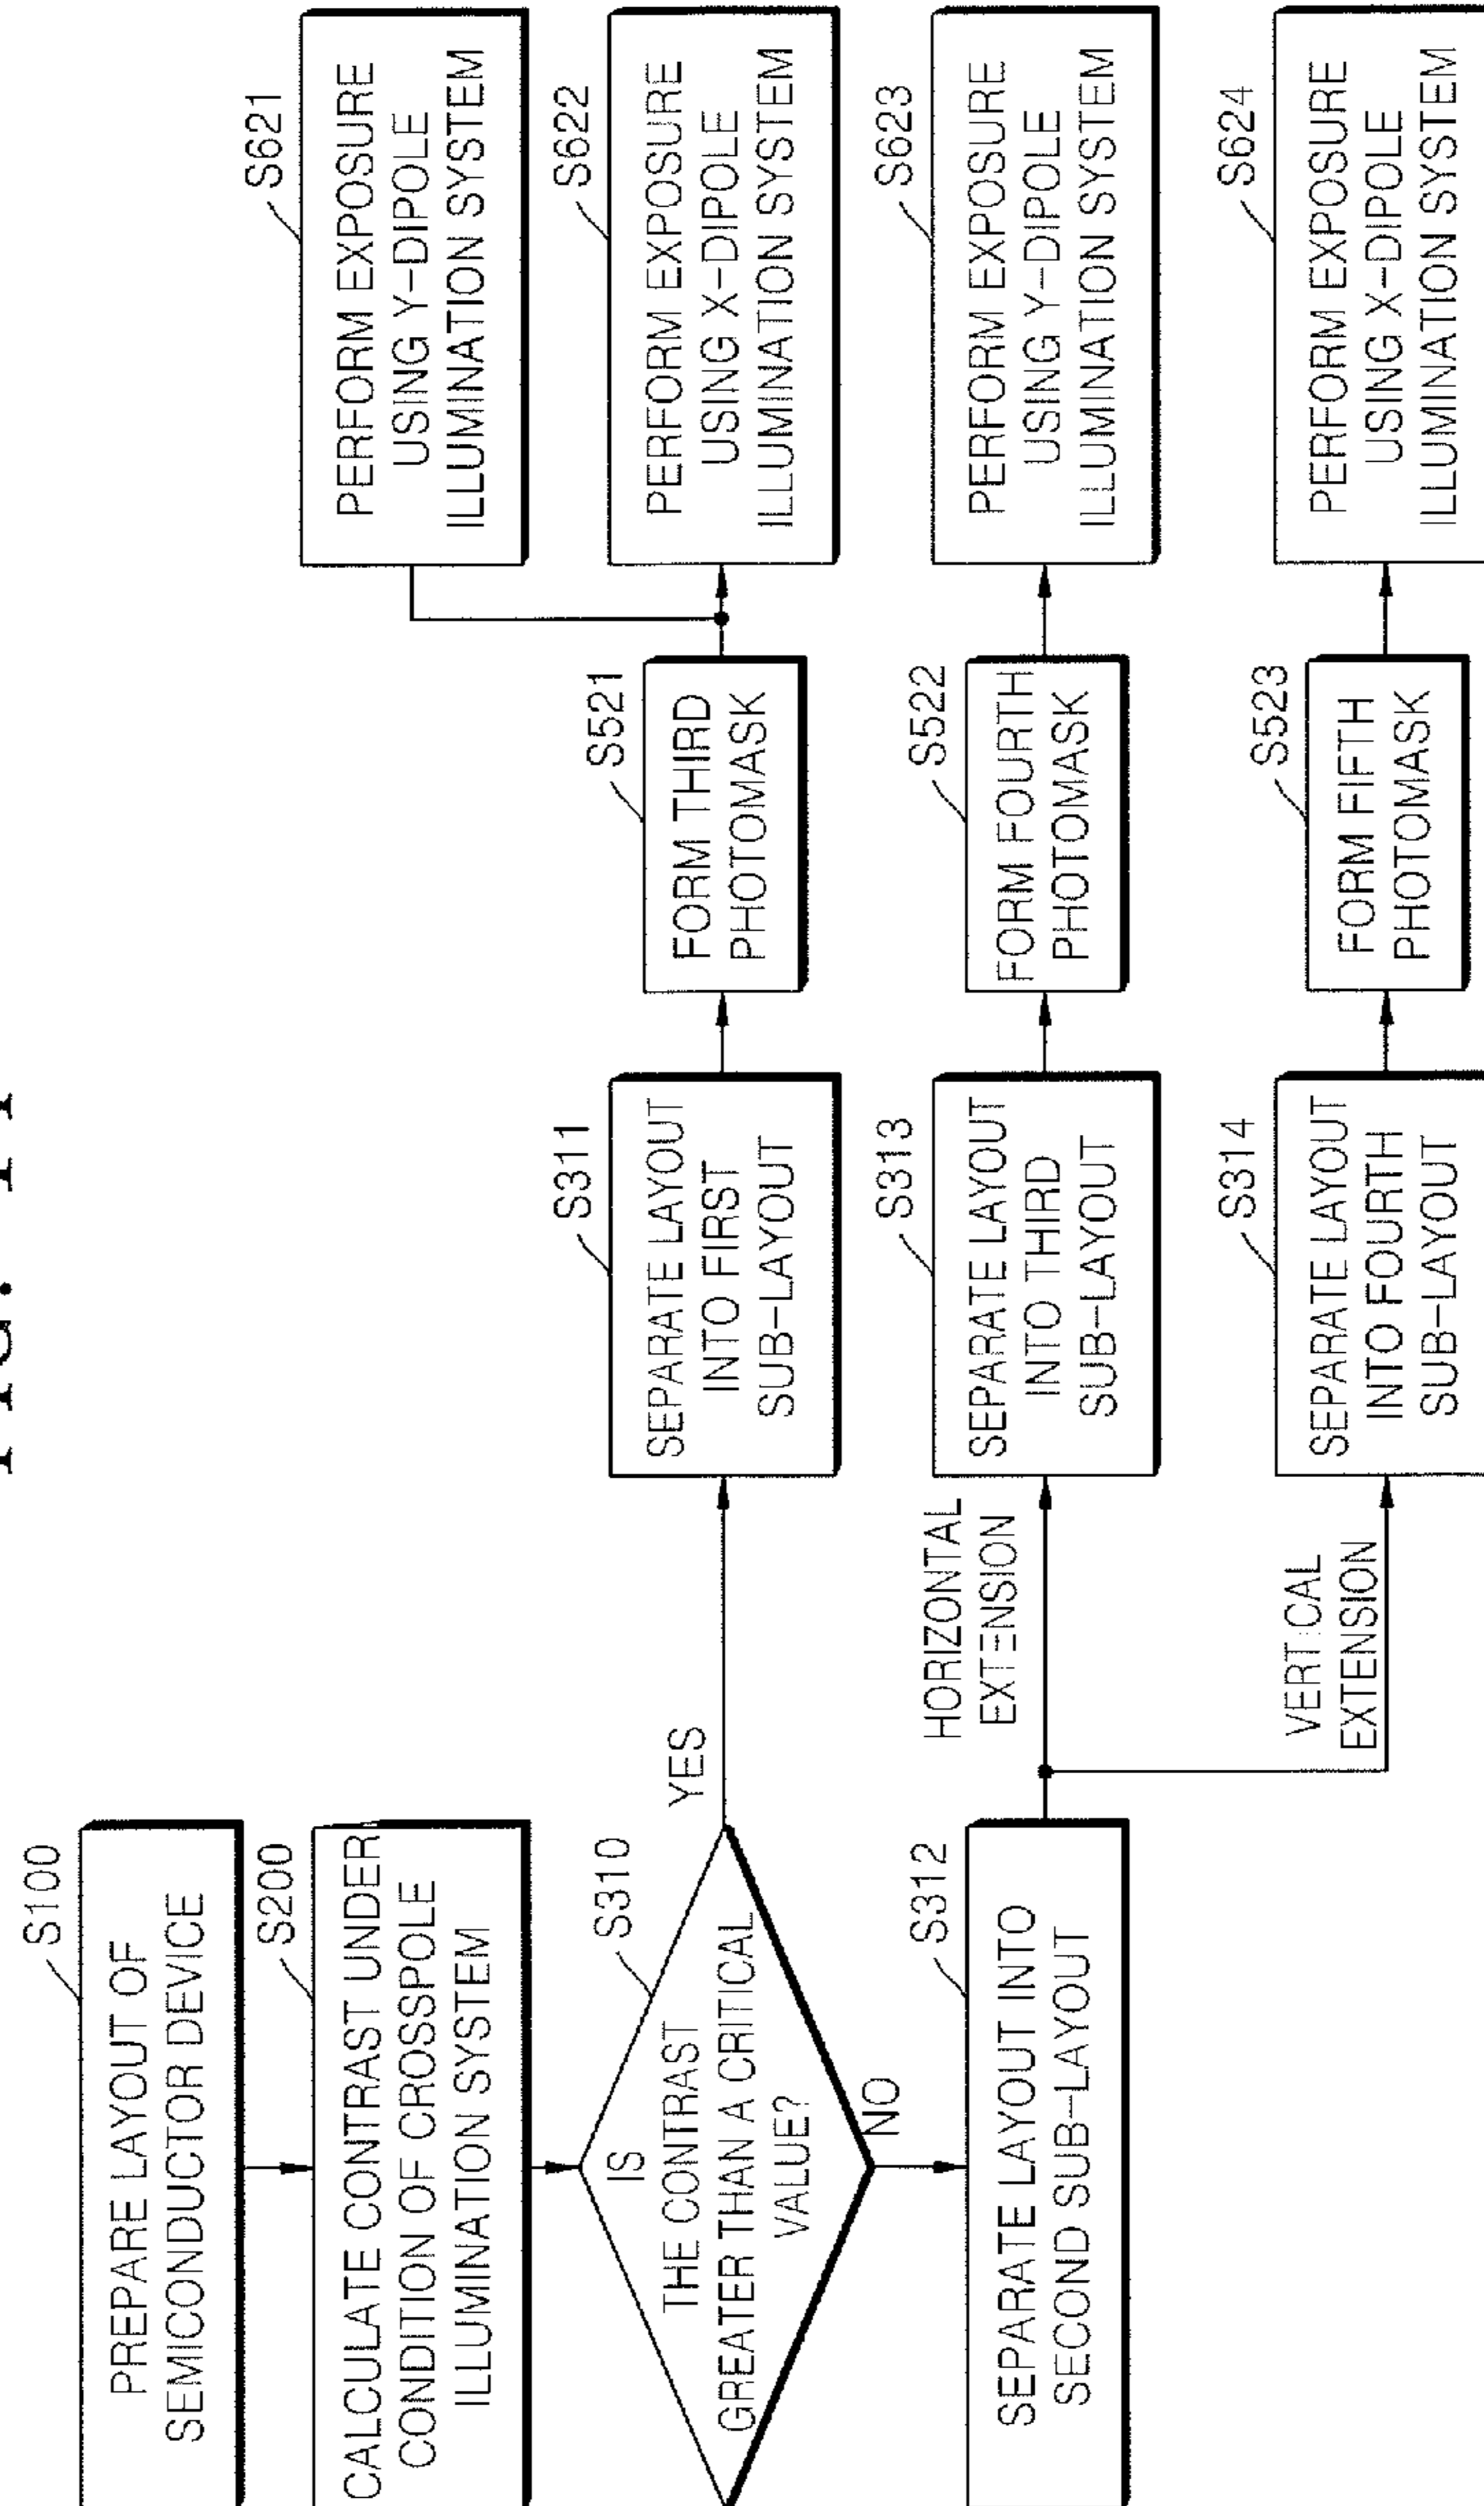 S100
PREPARE LAYOUT OF
SEMICONDUCTOR DEVICE
S200
CALCULATE CONTRAST UNDER
CONDITION OF CROSSPOLE
ILLUMINATION SYSTEM
S310
IS
THE CONTRAST
GREATER THAN A CRITICAL
VALUE?
YES
NO
S311
SEPARATE LAYOUT
INTO FIRST
SUB-LAYOUT
S521
FORM THIRD
PHOTOMASK
S621
PERFORM EXPOSURE
USING Y-DIPOLE
ILLUMINATION SYSTEM
S622
PERFORM EXPOSURE
USING X-DIPOLE
ILLUMINATION SYSTEM
S312
SEPARATE LAYOUT INTO
SECOND SUB-LAYOUT
HORIZONTAL
EXTENSION
S313
SEPARATE LAYOUT
INTO THIRD
SUB-LAYOUT
S522
FORM FOURTH
PHOTOMASK
S623
PERFORM EXPOSURE
USING Y-DIPOLE
ILLUMINATION SYSTEM
VERTICAL
EXTENSION
S314
SEPARATE LAYOUT
INTO FOURTH
SUB-LAYOUT
S523
FORM FIFTH
PHOTOMASK
S624
PERFORM EXPOSURE
USING X-DIPOLE
ILLUMINATION SYSTEM